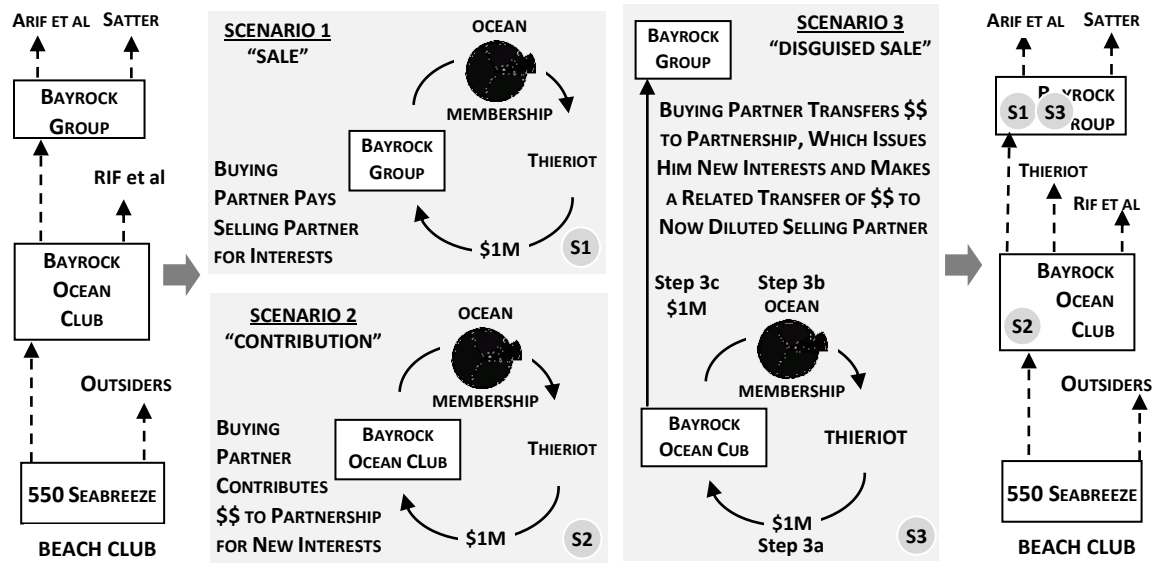 ARIF ET AL SATTER
BAYROCK
GROUP
RIF et al
BAYROCK
OCEAN
CLUB
OUTSIDERS
550 SEABREEZE
BEACH CLUB
SCENARIO 1
“SALE”
OCEAN
MEMBERSHIP
BAYROCK
GROUP
THIERIOT
$1M
BUYING
PARTNER PAYS
SELLING PARTNER
FOR INTERESTS
S1
SCENARIO 2
“CONTRIBUTION”
OCEAN
MEMBERSHIP
BAYROCK
OCEAN CLUB
THIERIOT
$1M
BUYING
PARTNER
CONTRIBUTES
$$ TO PARTNERSHIP
FOR NEW INTERESTS
S2
SCENARIO 3
“DISGUISED SALE”
BAYROCK
GROUP
BUYING PARTNER TRANSFERS $$
TO PARTNERSHIP, WHICH ISSUES
HIM NEW INTERESTS AND MAKES
A RELATED TRANSFER OF $$ TO
NOW DILUTED SELLING PARTNER
Step 3c
$1M
Step 3b
OCEAN
MEMBERSHIP
BAYROCK
OCEAN CUB
THIERIOT
$1M
Step 3a
S3
ARIF ET AL SATTER
S1 S3
ROCK
ROUP
THIERIOT
RIF ET AL
BAYROCK
OCEAN
CLUB
S2
OUTSIDERS
550 SEABREEZE
BEACH CLUB